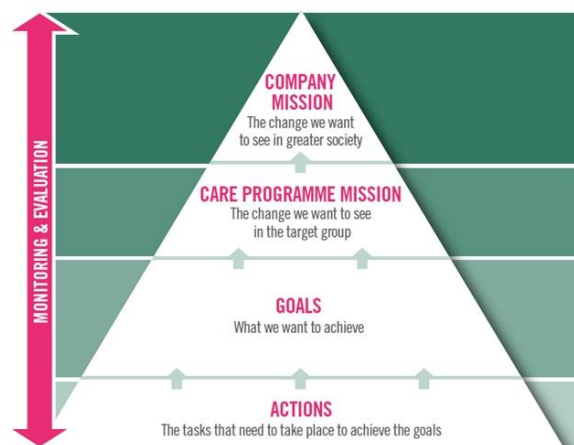 MONITORING & EVALUATION
COMPANY
MISSION
The change we want
to see in greater society
CARE PROGRAMME MISSION
The change we want to see
in the target group
GOALS
What we want to achieve
ACTIONS
The tasks that need to take place to achieve the goals